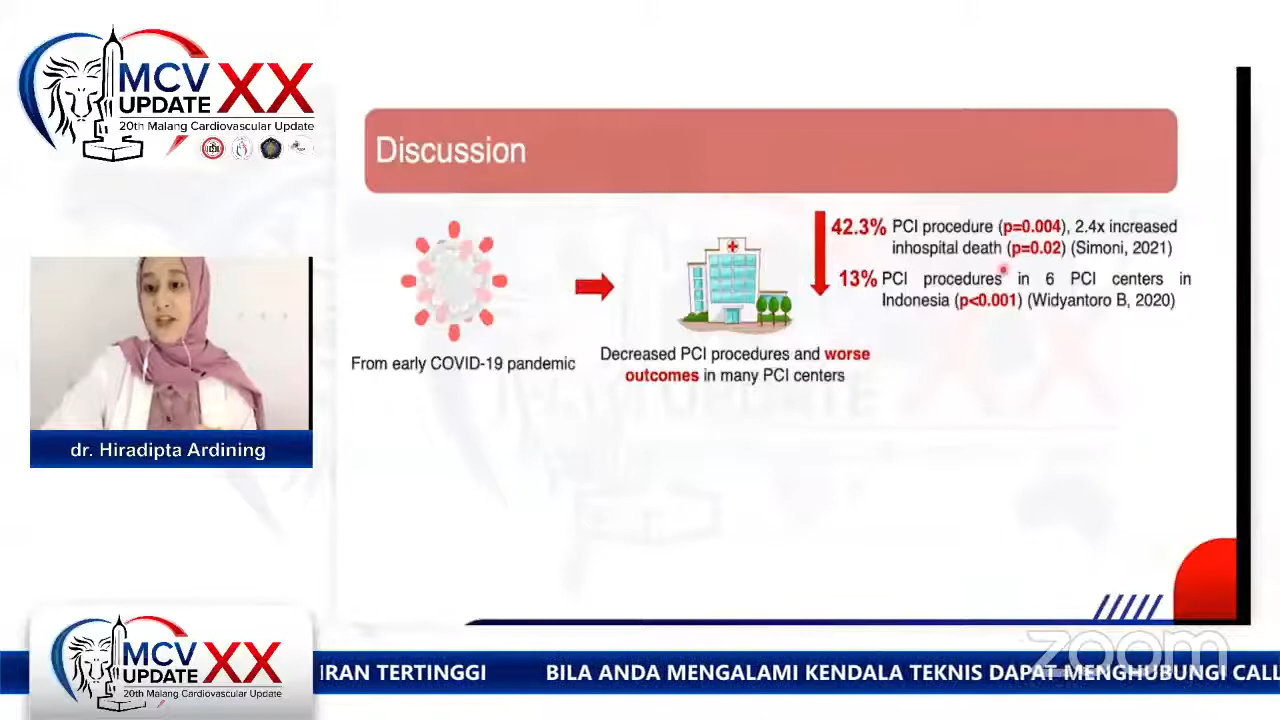 MCV
UPDATE
XX
20th Malang Cardiovascular Update
Discussion
42.3% PCI procedure (p=0.004), 2.4x increased
inhospital death (p=0.02) (Simoni, 2021)
13% PCI procedures in 6 PCI centers in
Indonesia (p<0.001) (Widyantoro B, 2020)
From early COVID-19 pandemic
Decreased PCI procedures and worse
outcomes in many PCI centers
dr. Hiradipta Ardining
zoom
MCV
UPDATE
XX
20th Malang Cardiovascular Update
IRAN TERTINGGI BILA ANDA MENGALAMI KENDALA TEKNIS DAPAT MENGHUBUNGI CALL